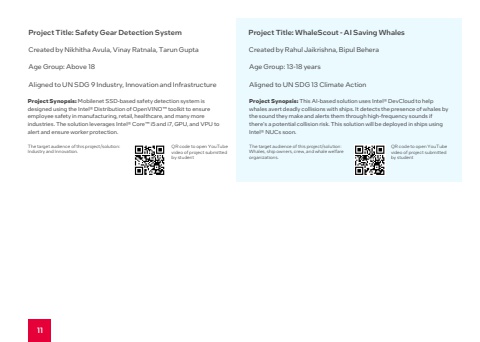 Project Title: Safety Gear Detection System
Created by Nikhitha Avula, Vinay Ratnala, Tarun Gupta
Age Group: Above 18
Aligned to UN SDG 9 Industry, Innovation and Infrastructure
Project Synopsis: Mobilenet SSD-based safety detection system is
designed using the Intel® Distribution of OpenVINO™ toolkit to ensure
employee safety in manufacturing, retail, healthcare, and many more
industries. The solution leverages Intel® Core™ i5 and i7, GPU, and VPU to
alert and ensure worker protection.
The target audience of this project/solution:
Industry and Innovation.
QR code to open YouTube
video of project submitted
by student
Project Title: WhaleScout - AI Saving Whales
Created by Rahul Jaikrishna, Bipul Behera
Age Group: 13-18 years
Aligned to UN SDG 13 Climate Action
Project Synopsis: This AI-based solution uses Intel® DevCloud to help
whales avert deadly collisions with ships. It detects the presence of whales by
the sound they make and alerts them through high-frequency sounds if
there's a potential collision risk. This solution will be deployed in ships using
Intel® NUCs soon.
The target audience of this project/solution:
Whales, ship owners, crew, and whale welfare
organizations.
QR code to open YouTube
video of project submitted
by student
11